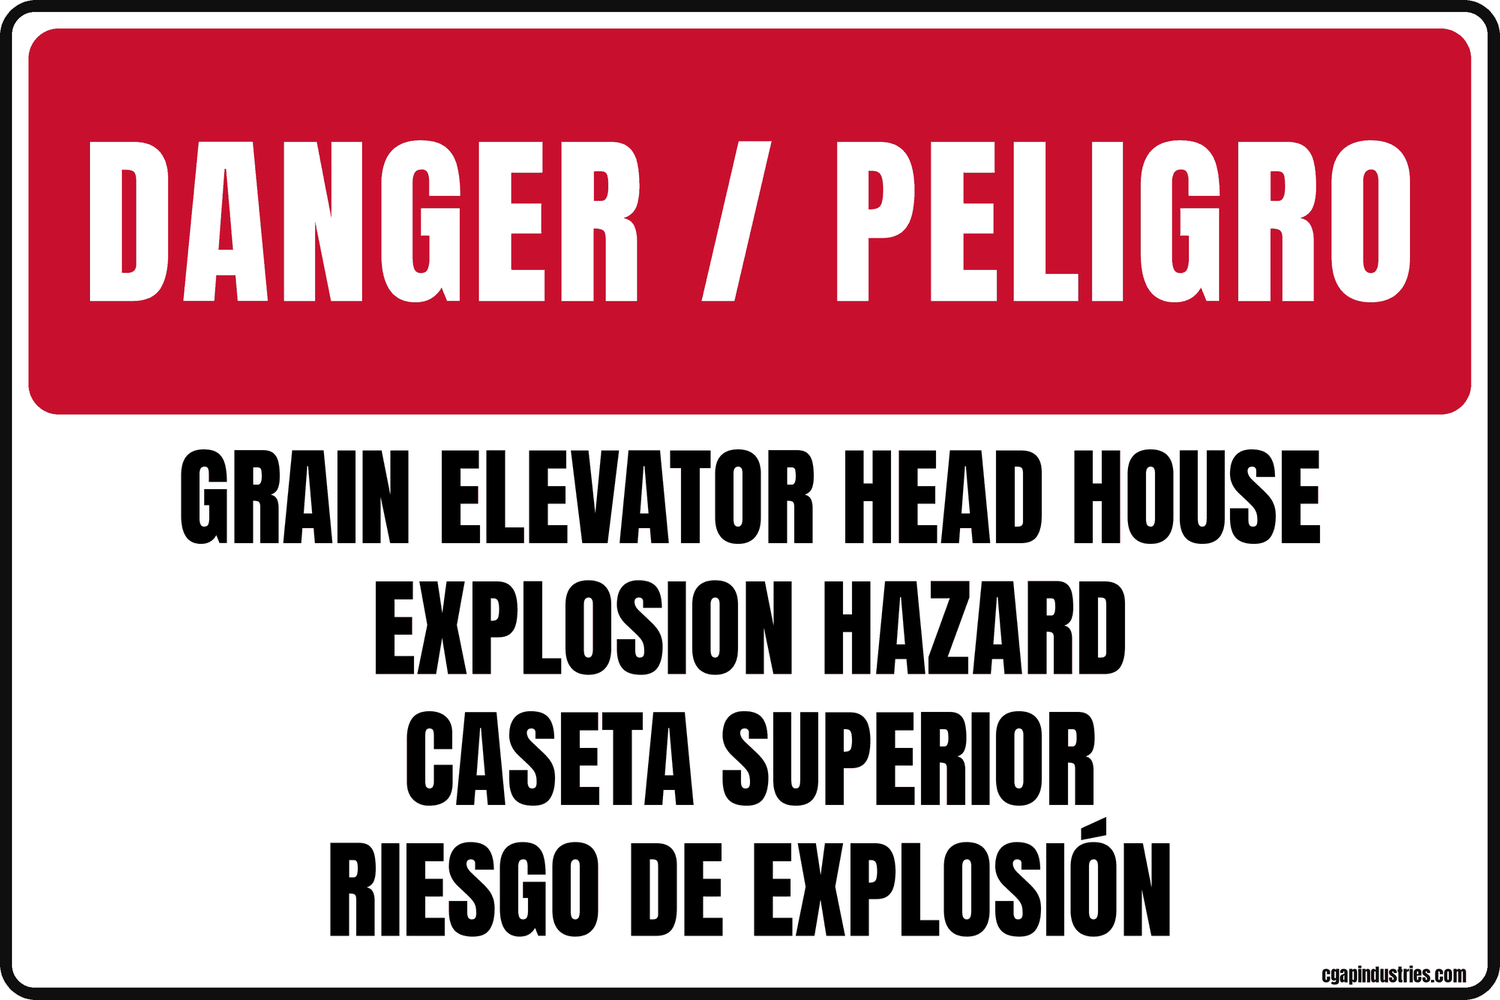 DANGER / PELIGRO
GRAIN ELEVATOR HEAD HOUSE
EXPLOSION HAZARD
CASETA SUPERIOR
RIESGO DE EXPLOSIÓN
cgapindustries.com